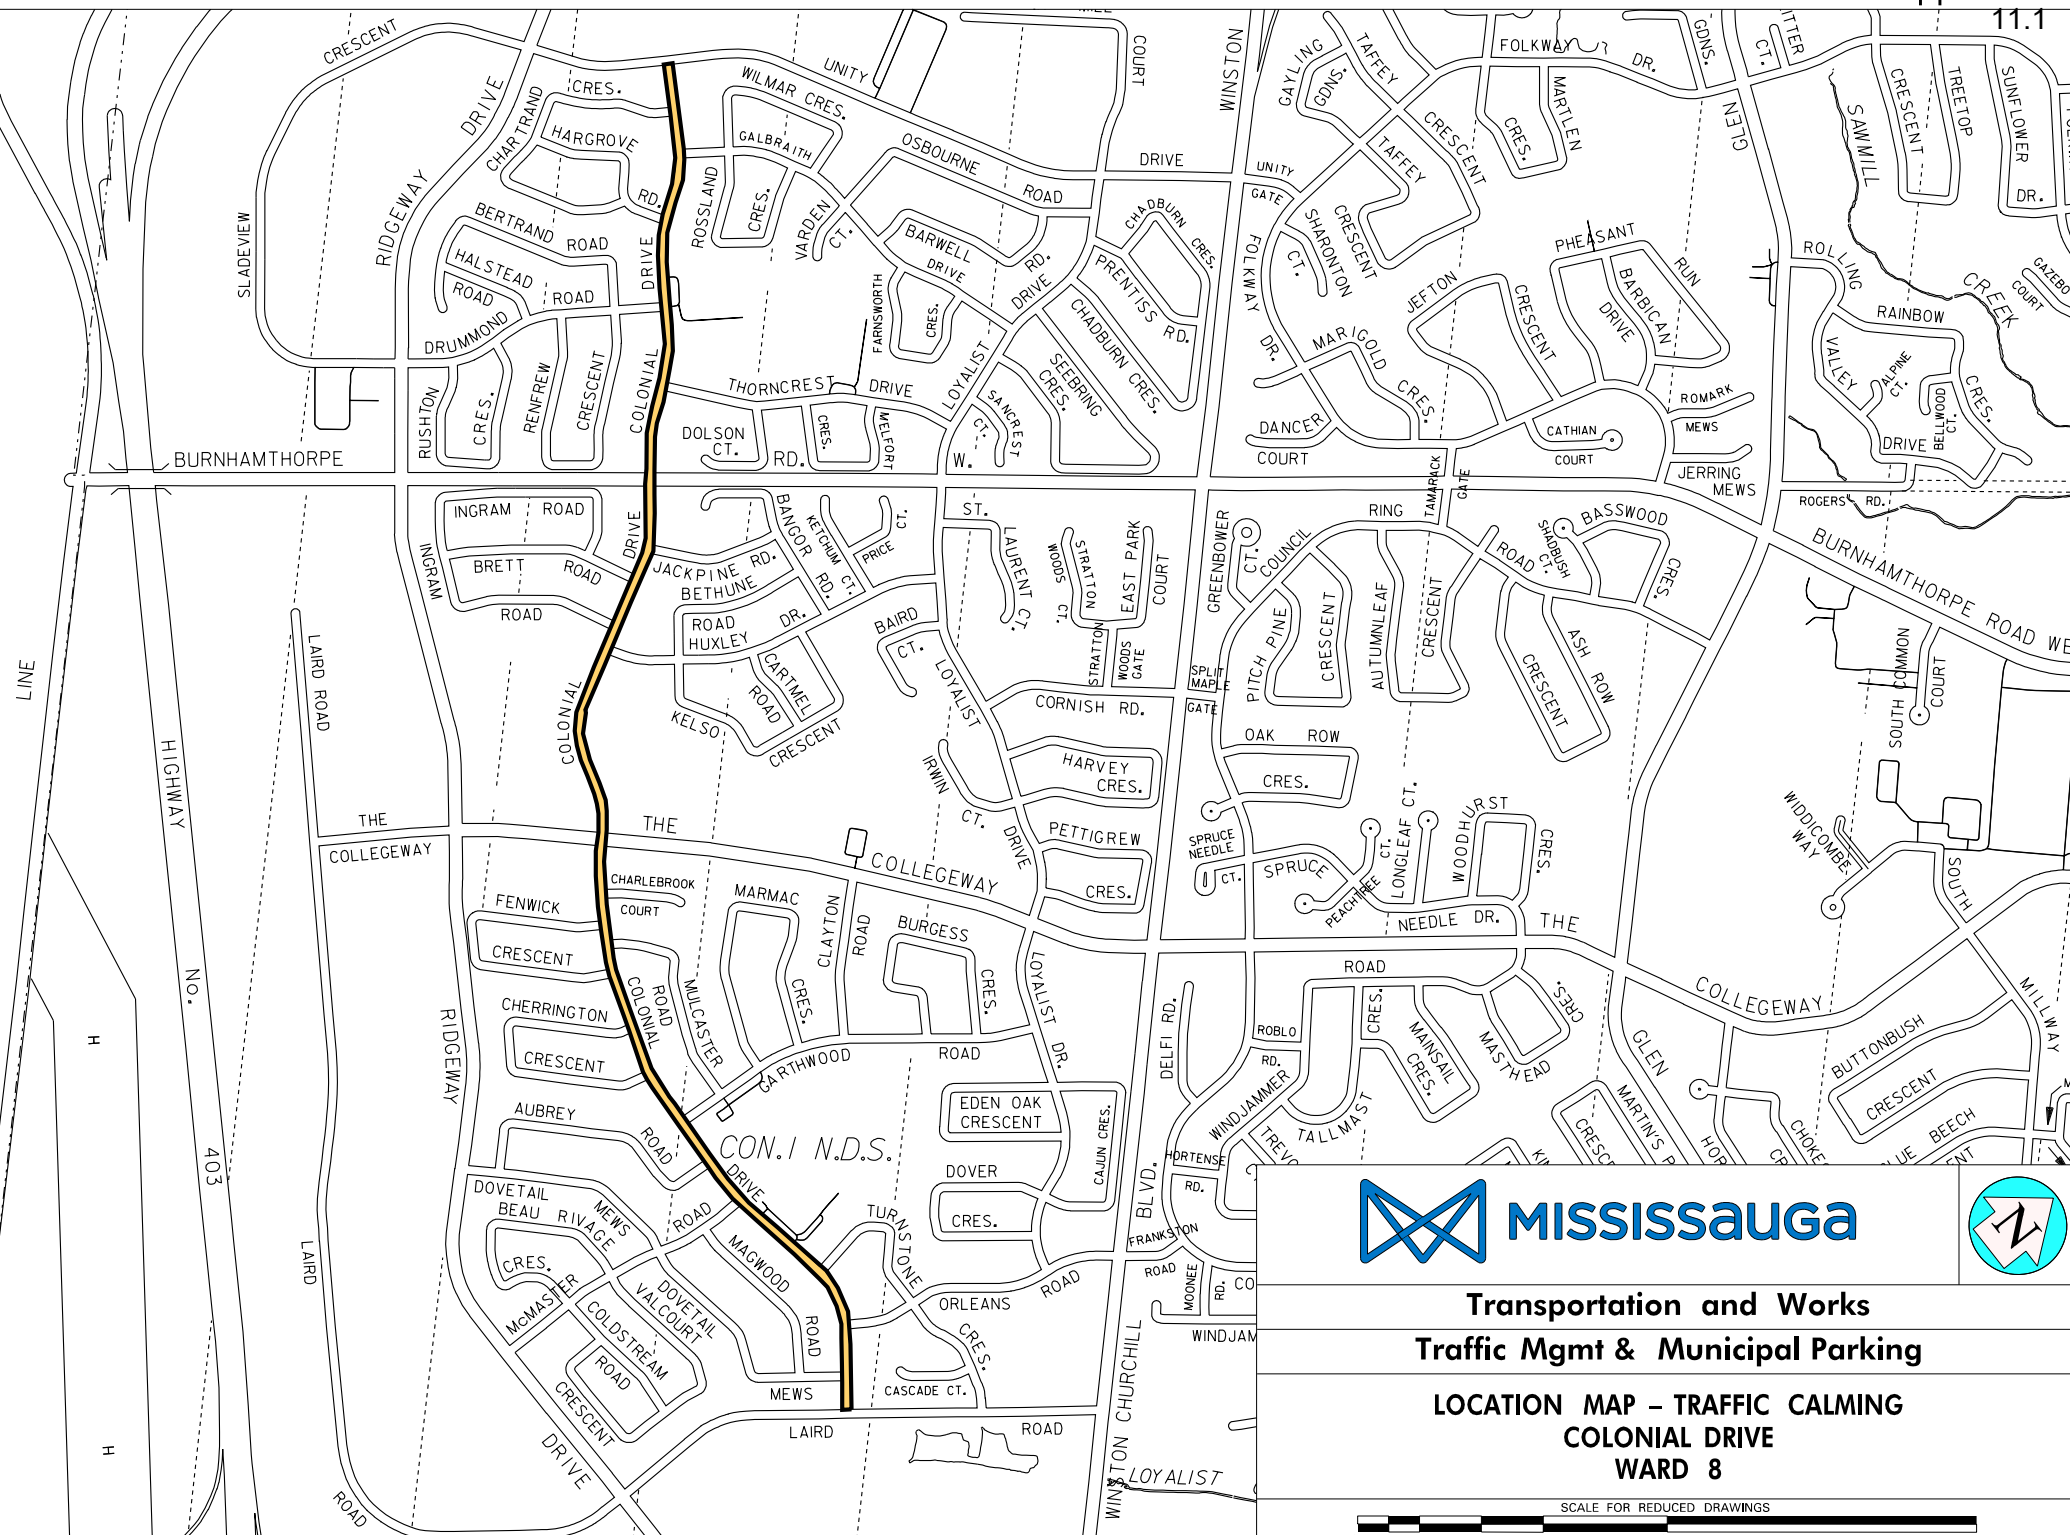 11.1
CRESCENT
DRIVE
CHARTRAND
CRES.
HARGROVE
RD.
UNITY
WILMAR CRES.
GALBRAITH
OSBOURNE
ROAD
DRIVE
COURT
WINSTON
GAYLING
GDNS.
TAFFEY
FOLKWAY
DR.
GDNS.
CT.
MARTLEN
CRES.
CRESCENT
TAFFEY
CRESCENT
GLEN
SAWMILL
CREEK
CRESCENT
TREETOP
SUNFLOWER
DR.
SLADEVIEW
RIDGEWAY
BERTRAND
ROAD
HALSTEAD
ROAD
ROAD
DRUMMOND
DRIVE
ROSSLAND
CRES.
VARDEN
CT.
BARWELL
DRIVE
RD.
DRIVE
CHADBURN
CRES.
PRENTISS RD.
UNITY
GATE
FOLKWAY
DR.
SHARONTON
CT.
PHEASANT
RUN
BARBICAN
DRIVE
JEFTON
CRESCENT
ROLLING
RAINBOW
GAZEBO
COURT
VALLEY
ALPINE
CT.
BELLWOOD
CT.
CRES.
DRIVE
FARNSWORTH
CRES.
CHADBURN CRES.
SEEBRING
CRES.
LOYALIST
SANCREST
CT.
MARIGOLD
CRES.
DANCER
COURT
CATHIAN
COURT
ROMARK
MEWS
JERRING
MEWS
ROGERS RD.
RUSHTON
CRES.
RENFREW
CRESCENT
COLONIAL
THORNCREST
DRIVE
DOLSON
CT.
CRES.
MELFORT
BURNHAMTHORPE
RD.
W.
TAMARACK
GATE
INGRAM
ROAD
INGRAM
BRETT
ROAD
ROAD
DRIVE
JACKPINE RD.
BETHUNE
BANGOR
RD.
KETCHUM CT.
PRICE
CT.
ROAD
HUXLEY
DR.
CARTMEL
ROAD
KELSO
CRESCENT
COLONIAL
BAIRD
CT.
LOYALIST
ST.
LAURENT CT.
STRATTON
WOODS
CT.
EAST PARK
COURT
STRATTON
WOODS
GATE
CORNISH RD.
SPLIT
MAPLE
GATE
GREENBOWER
CT.
COUNCIL
RING
ROAD
SHADBUSH
CT.
BASSWOOD
CRES.
PITCH PINE
CRESCENT
AUTUMNLEAF
CRESCENT
ASH ROW
CRESCENT
BURNHAMTHORPE ROAD WE
SOUTH COMMON
COURT
LINE
LAIRD ROAD
HIGHWAY
No.
403
H
H
THE
COLLEGEWAY
THE
COLLEGEWAY
IRWIN
CT.
DRIVE
HARVEY
CRES.
PETTIGREW
CRES.
OAK ROW
CRES.
SPRUCE
NEEDLE
CT.
SPRUCE
PEACHTREE
CT.
LONGLEAF CT.
WOODHURST
CRES.
NEEDLE DR.
THE
COLLEGEWAY
WIDDICOMBE
WAY
SOUTH
MILLWAY
CHARLEBROOK
COURT
FENWICK
CRESCENT
MARMAC
CRES.
CLAYTON
ROAD
BURGESS
CRES.
LOYALIST DR.
CHERRINGTON
CRESCENT
COLONIAL
ROAD
MULCASTER
GARTHWOOD
ROAD
RIDGEWAY
AUBREY
ROAD
CON.I N.D.S.
DRIVE
EDEN OAK
CRESCENT
CAJUN CRES.
DOVER
CRES.
DELFI RD.
ROBLO
RD.
ROAD
CRES.
MAINSAIL
CRES.
MASTHEAD
CRES.
WINDJAMMER
TALLMAST
HORTENSE
RD.
GLEN
MARTIN'S
BUTTONBUSH
CRESCENT
BEECH
DOVETAIL
MEWS
BEAU RIVAGE
CRES.
ROAD
McMASTER
MAGWOOD
ROAD
DOVETAIL
VALCOURT
COLDSTREAM
ROAD
CRESCENT
MEWS
TURNSTONE
CRES.
ORLEANS
ROAD
CASCADE CT.
FRANKSTON
ROAD
MOONEE
RD.
WINDJAM
BLVD.
WINSTON CHURCHILL
LAIRD
ROAD
LAIRD
ROAD
DRIVE
LOYALIST
MISSISSAUGA
N
Transportation and Works
Traffic Mgmt & Municipal Parking
LOCATION MAP – TRAFFIC CALMING
COLONIAL DRIVE
WARD 8
SCALE FOR REDUCED DRAWINGS